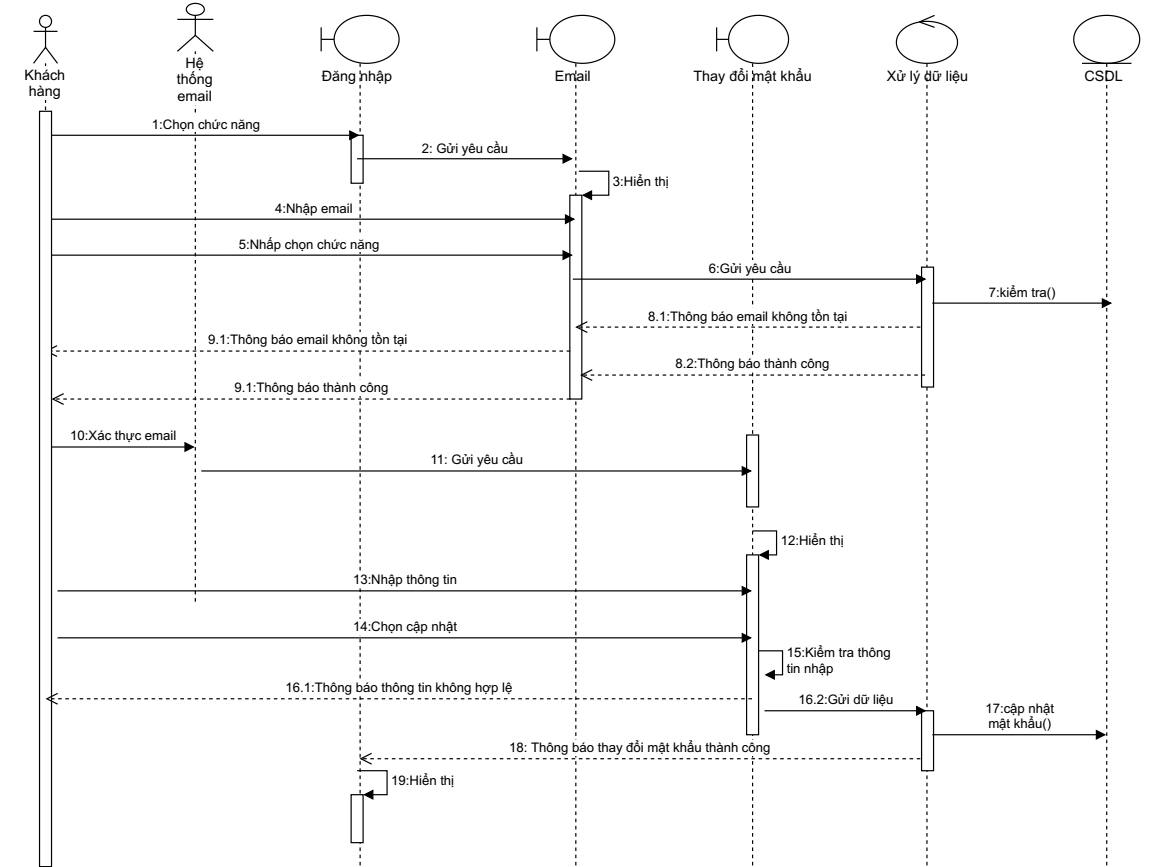 Khách
hàng
Hệ
thống
email
Đăng nhập
Email
Thay đổi mật khẩu
Xử lý dữ liệu
CSDL
1:Chọn chức năng
2: Gửi yêu cầu
3:Hiển thị
4:Nhập email
5:Nhấp chọn chức năng
6:Gửi yêu cầu
7:kiểm tra()
8.1:Thông báo email không tồn tại
9.1:Thông báo email không tồn tại
8.2:Thông báo thành công
9.1:Thông báo thành công
10:Xác thực email
11: Gửi yêu cầu
12:Hiển thị
13:Nhập thông tin
14:Chọn cập nhật
15:Kiểm tra thông
tin nhập
16.1:Thông báo thông tin không hợp lệ
16.2:Gửi dữ liệu
17:cập nhật
mật khẩu()
18: Thông báo thay đổi mật khẩu thành công
19:Hiển thị